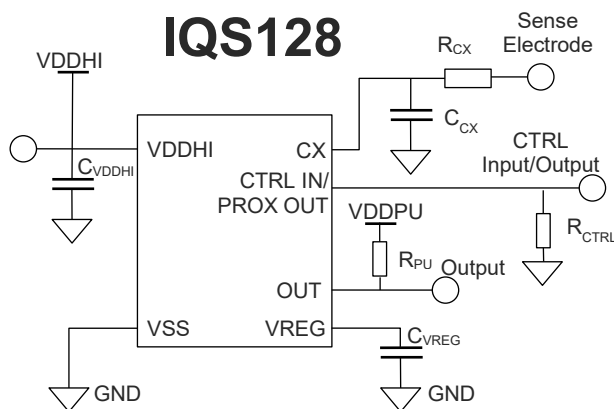 IQS128
Sense
Electrode
RCX
VDDHI
CCX
CTRL
Input/Output
VDDHI
CX
CVDDHI
CTRL IN/
PROX OUT
VDDPU
RCTRL
RPU
Output
OUT
VSS
VREG
CVREG
GND
GND